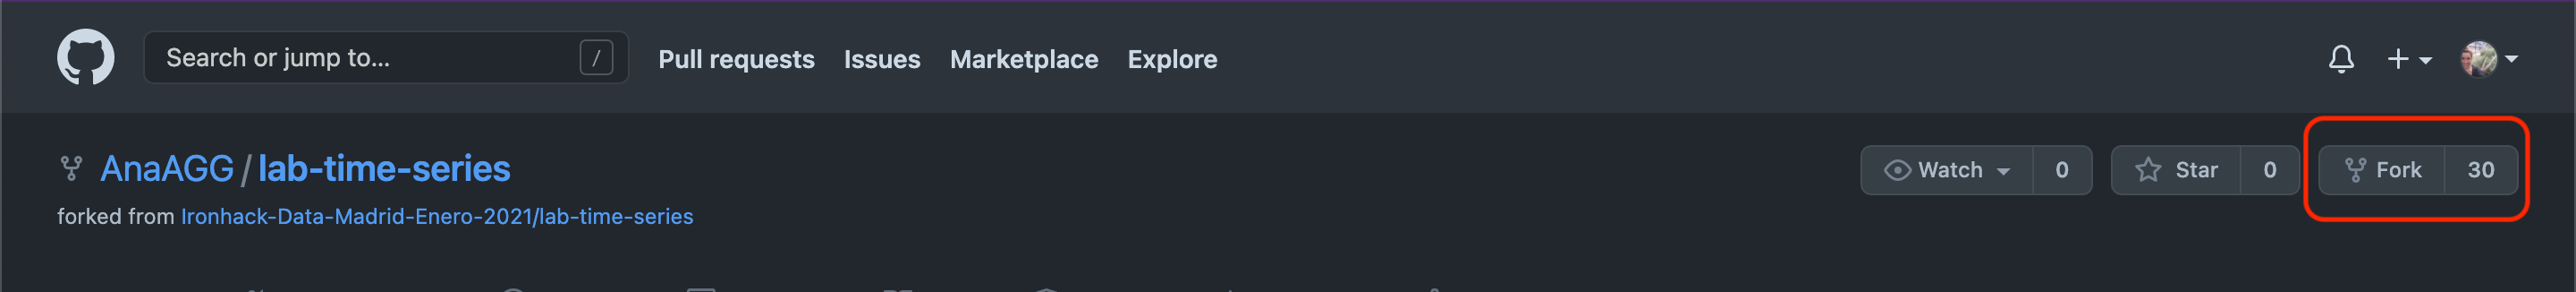 Search or jump to... / Pull requests Issues Marketplace Explore
AnaAGG / lab-time-series Watch 0 Star 0 Fork 30
forked from Ironhack-Data-Madrid-Enero-2021/lab-time-series